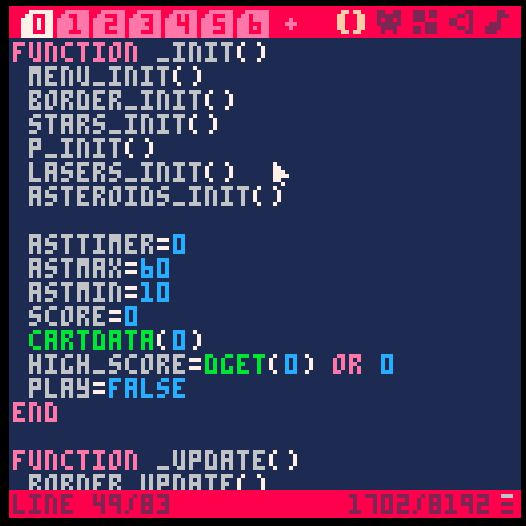 0 1 2 3 4 5 6 + ()
FUNCTION _INIT()
MENU_INIT()
BORDER_INIT()
STARS_INIT()
P_INIT()
LASERS_INIT()
ASTEROIDS_INIT()
ASTTIMER=0
ASTMAX=60
ASTMIN=10
SCORE=0
CARTDATA(0)
HIGH_SCORE=DGET(0) OR 0
PLAY=FALSE
END
FUNCTION _UPDATE()
BORDER_UPDATE()
LINE 49/83 1702/8192